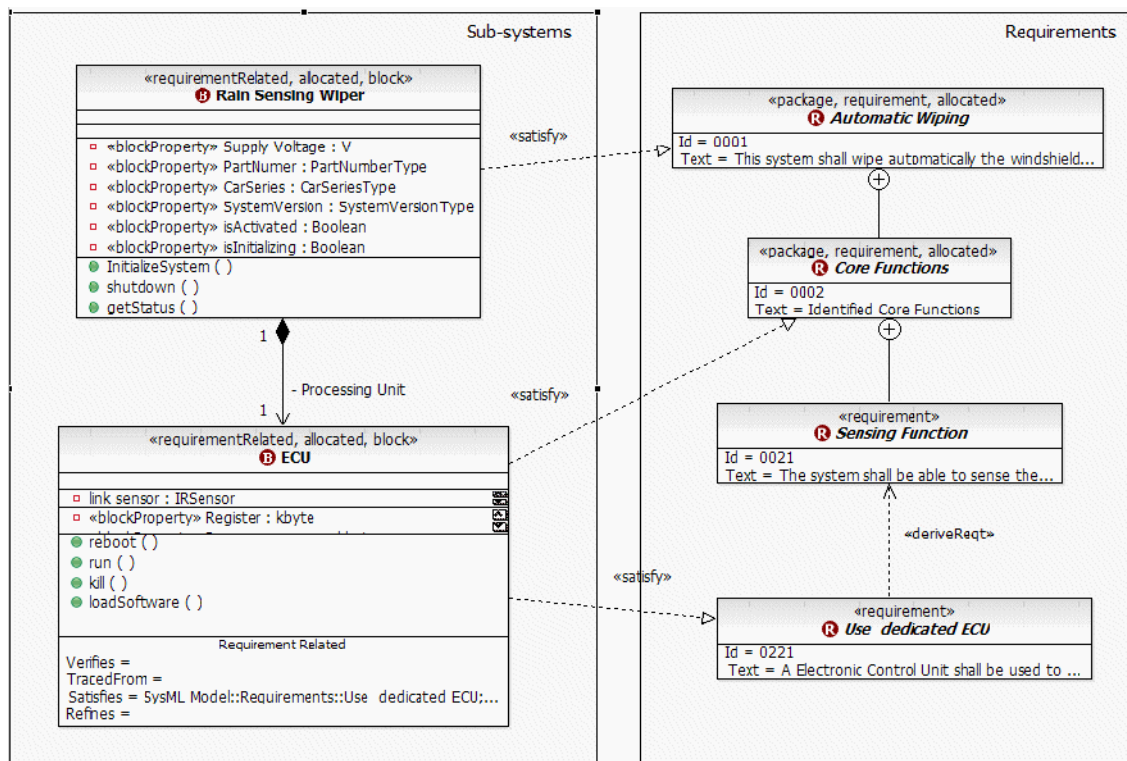 Sub-systems
«requirementRelated, allocated, block»
B Rain Sensing Wiper
«blockProperty» Supply Voltage : V
«blockProperty» PartNumer : PartNumberType
«blockProperty» CarSeries : CarSeriesType
«blockProperty» SystemVersion : SystemVersionType
«blockProperty» isActivated : Boolean
«blockProperty» isInitializing : Boolean
InitializeSystem ( )
shutdown ( )
getStatus ( )
1
- Processing Unit
1
«requirementRelated, allocated, block»
B ECU
link sensor : IRSensor
«blockProperty» Register : kbyte
reboot ( )
run ( )
kill ( )
loadSoftware ( )
Requirement Related
Verifies =
TracedFrom =
Satisfies = SysML Model::Requirements::Use dedicated ECU;...
Refines =
«satisfy»
«satisfy»
«satisfy»
Requirements
«package, requirement, allocated»
R Automatic Wiping
Id = 0001
Text = This system shall wipe automatically the windshield...
«package, requirement, allocated»
R Core Functions
Id = 0002
Text = Identified Core Functions
«requirement»
R Sensing Function
Id = 0021
Text = The system shall be able to sense the...
«deriveReqt»
«requirement»
R Use dedicated ECU
Id = 0221
Text = A Electronic Control Unit shall be used to ...